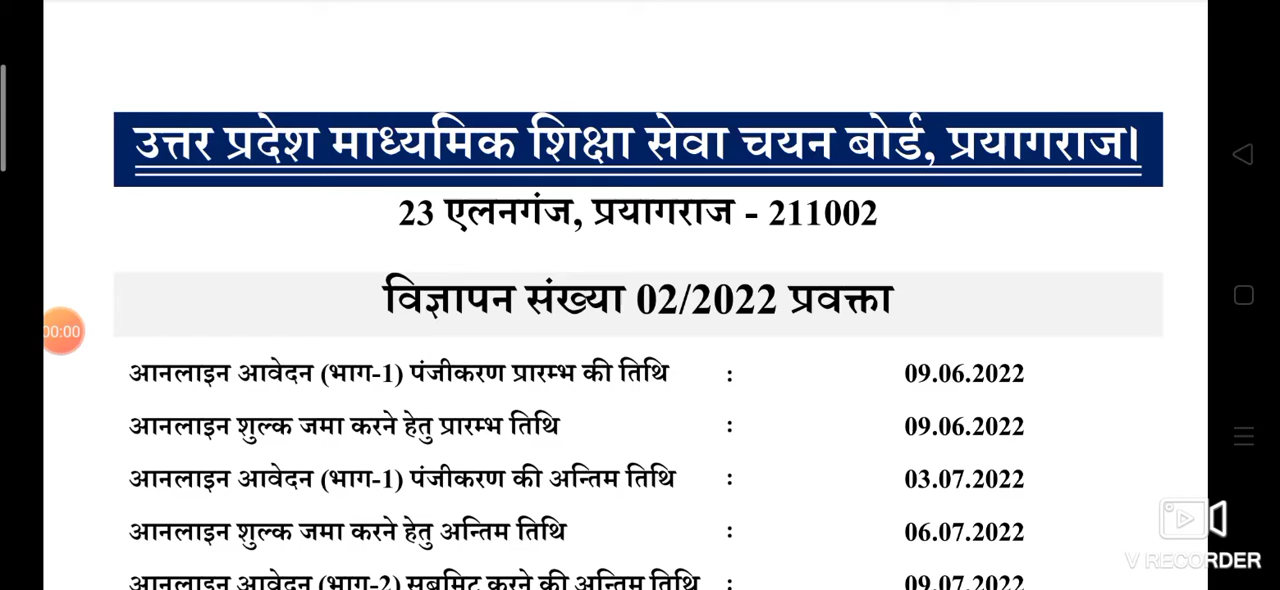 उत्तर प्रदेश माध्यमिक शिक्षा सेवा चयन बोर्ड, प्रयागराज।
23 एलनगंज, प्रयागराज - 211002
विज्ञापन संख्या 02/2022 प्रवक्ता
00:00
आनलाइन आवेदन (भाग-1) पंजीकरण प्रारम्भ की तिथि : 09.06.2022
आनलाइन शुल्क जमा करने हेतु प्रारम्भ तिथि : 09.06.2022
आनलाइन आवेदन (भाग-1) पंजीकरण की अन्तिम तिथि : 03.07.2022
आनलाइन शुल्क जमा करने हेतु अन्तिम तिथि : 06.07.2022
आनलाइन आवेदन (भाग-2) सबमिट करने की अन्तिम तिथि : 09.07.2022
V RECORDER